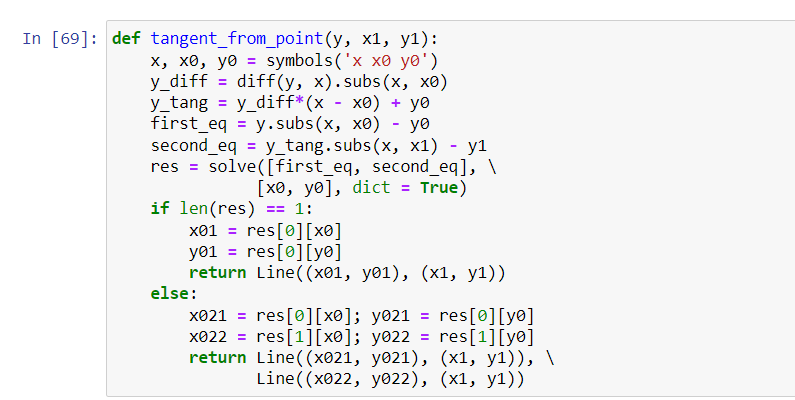 In [69]: def tangent_from_point(y, x1, y1):
    x, x0, y0 = symbols('x x0 y0')
    y_diff = diff(y, x).subs(x, x0)
    y_tang = y_diff*(x - x0) + y0
    first_eq = y.subs(x, x0) - y0
    second_eq = y_tang.subs(x, x1) - y1
    res = solve([first_eq, second_eq], \
               [x0, y0], dict = True)
    if len(res) == 1:
        x01 = res[0][x0]
        y01 = res[0][y0]
        return Line((x01, y01), (x1, y1))
    else:
        x021 = res[0][x0]; y021 = res[0][y0]
        x022 = res[1][x0]; y022 = res[1][y0]
        return Line((x021, y021), (x1, y1)), \
               Line((x022, y022), (x1, y1))